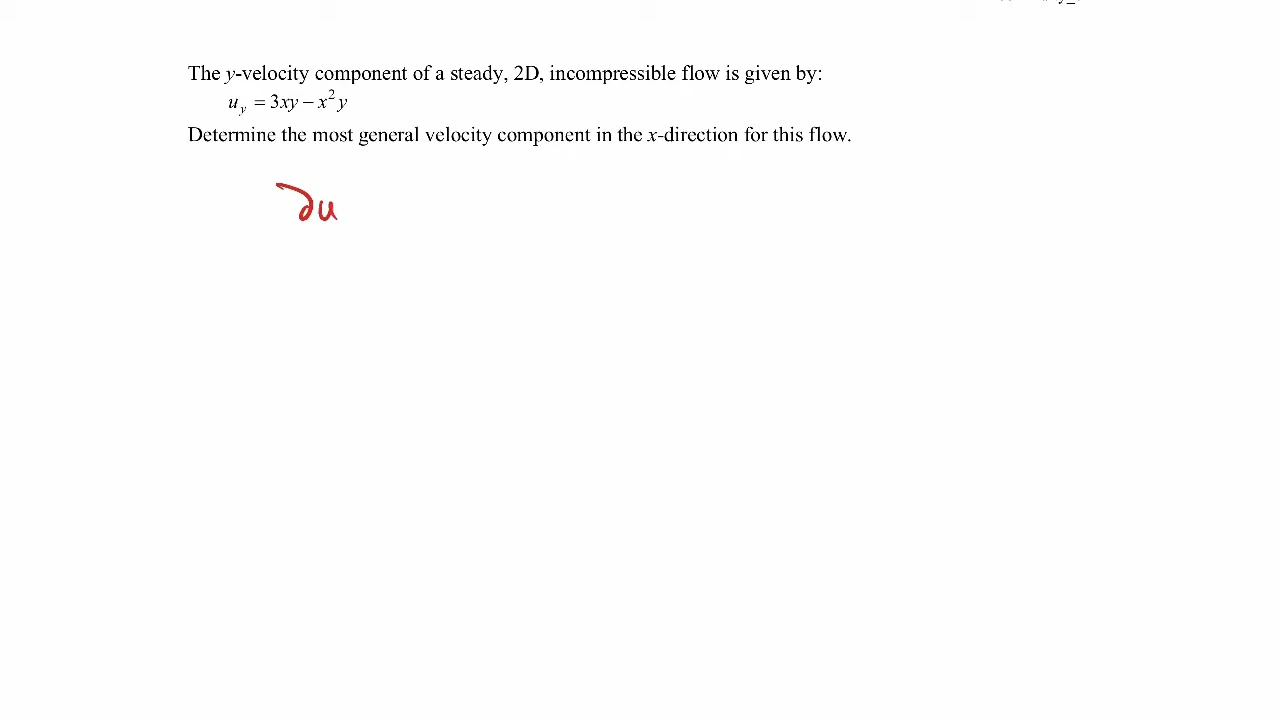 The y-velocity component of a steady, 2D, incompressible flow is given by:
u_y = 3xy − x²y
Determine the most general velocity component in the x-direction for this flow.
∂u